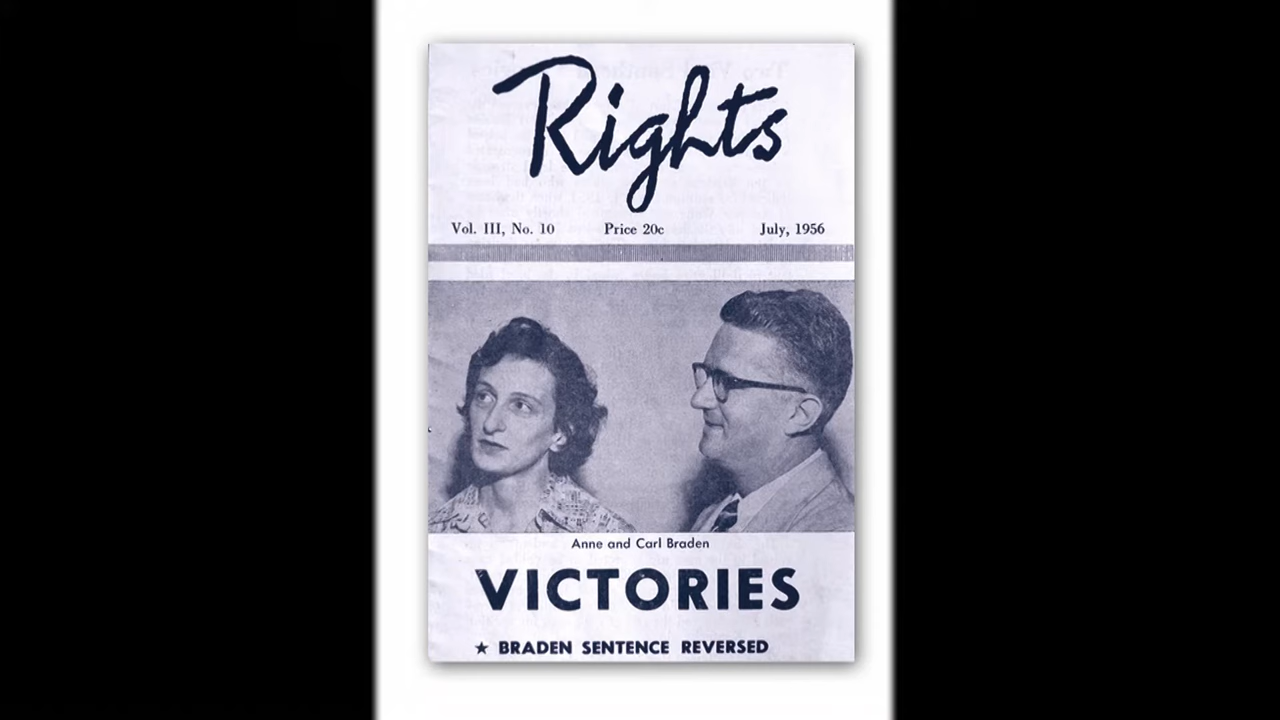 Rights
Vol. III, No. 10 Price 20c July, 1956
Anne and Carl Braden
VICTORIES
★ BRADEN SENTENCE REVERSED